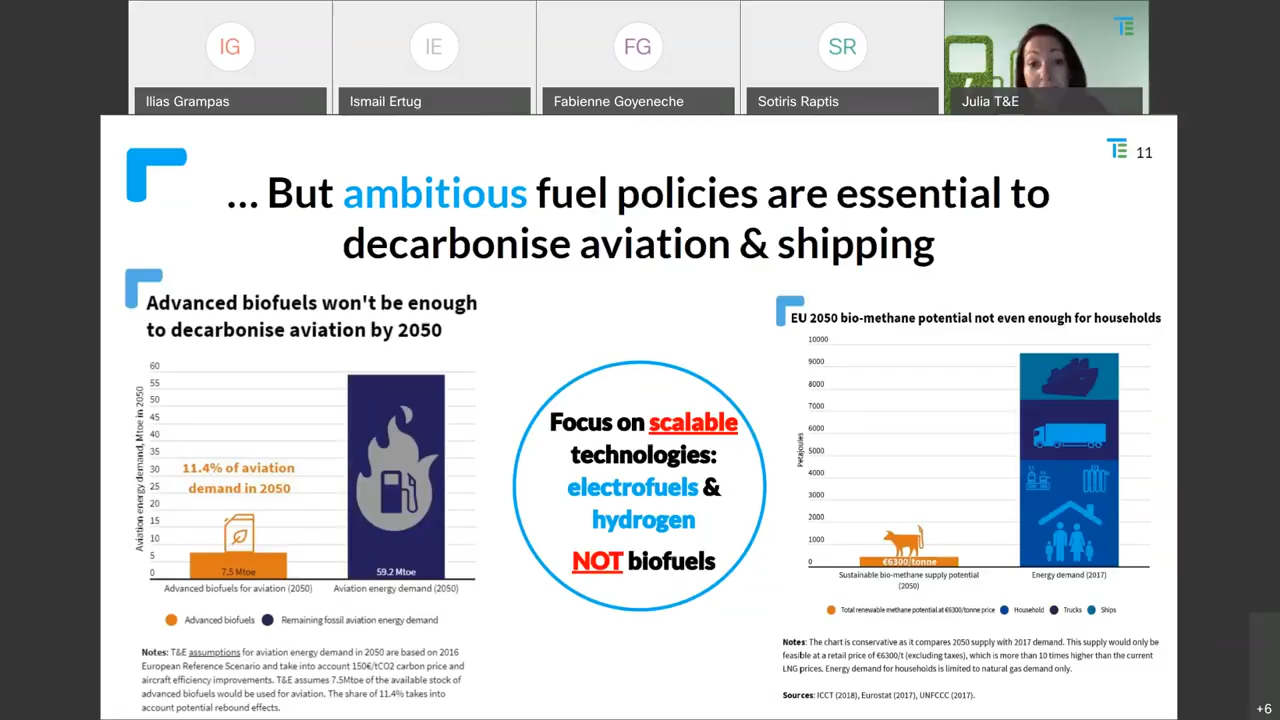 IG
IE
FG
SR
Ilias Grampas
Ismail Ertug
Fabienne Goyeneche
Sotiris Raptis
Julia T&E
TE
TE 11
... But ambitious fuel policies are essential to
decarbonise aviation & shipping
Advanced biofuels won't be enough
to decarbonise aviation by 2050
Aviation energy demand, Mtoe in 2050
60
55
50
45
40
35
30
25
20
15
10
5
0
11.4% of aviation
demand in 2050
7.5 Mtoe
59.2 Mtoe
Advanced biofuels for aviation (2050)
Aviation energy demand (2050)
Advanced biofuels
Remaining fossil aviation energy demand
Notes: T&E assumptions for aviation energy demand in 2050 are based on 2016
European Reference Scenario and take into account 150€/tCO2 carbon price and
aircraft efficiency improvements. T&E assumes 7.5Mtoe of the available stock of
advanced biofuels would be used for aviation. The share of 11.4% takes into
account potential rebound effects.
Focus on scalable
technologies:
electrofuels &
hydrogen
NOT biofuels
EU 2050 bio-methane potential not even enough for households
Petajoules
10000
9000
8000
7000
6000
5000
4000
3000
2000
1000
0
€6300/tonne
Sustainable bio-methane supply potential
(2050)
Energy demand (2017)
Total renewable methane potential at €6300/tonne price
Household
Trucks
Ships
Notes: The chart is conservative as it compares 2050 supply with 2017 demand. This supply would only be
feasible at a retail price of €6300/t (excluding taxes), which is more than 10 times higher than the current
LNG prices. Energy demand for households is limited to natural gas demand only.
Sources: ICCT (2018), Eurostat (2017), UNFCCC (2017).
+6